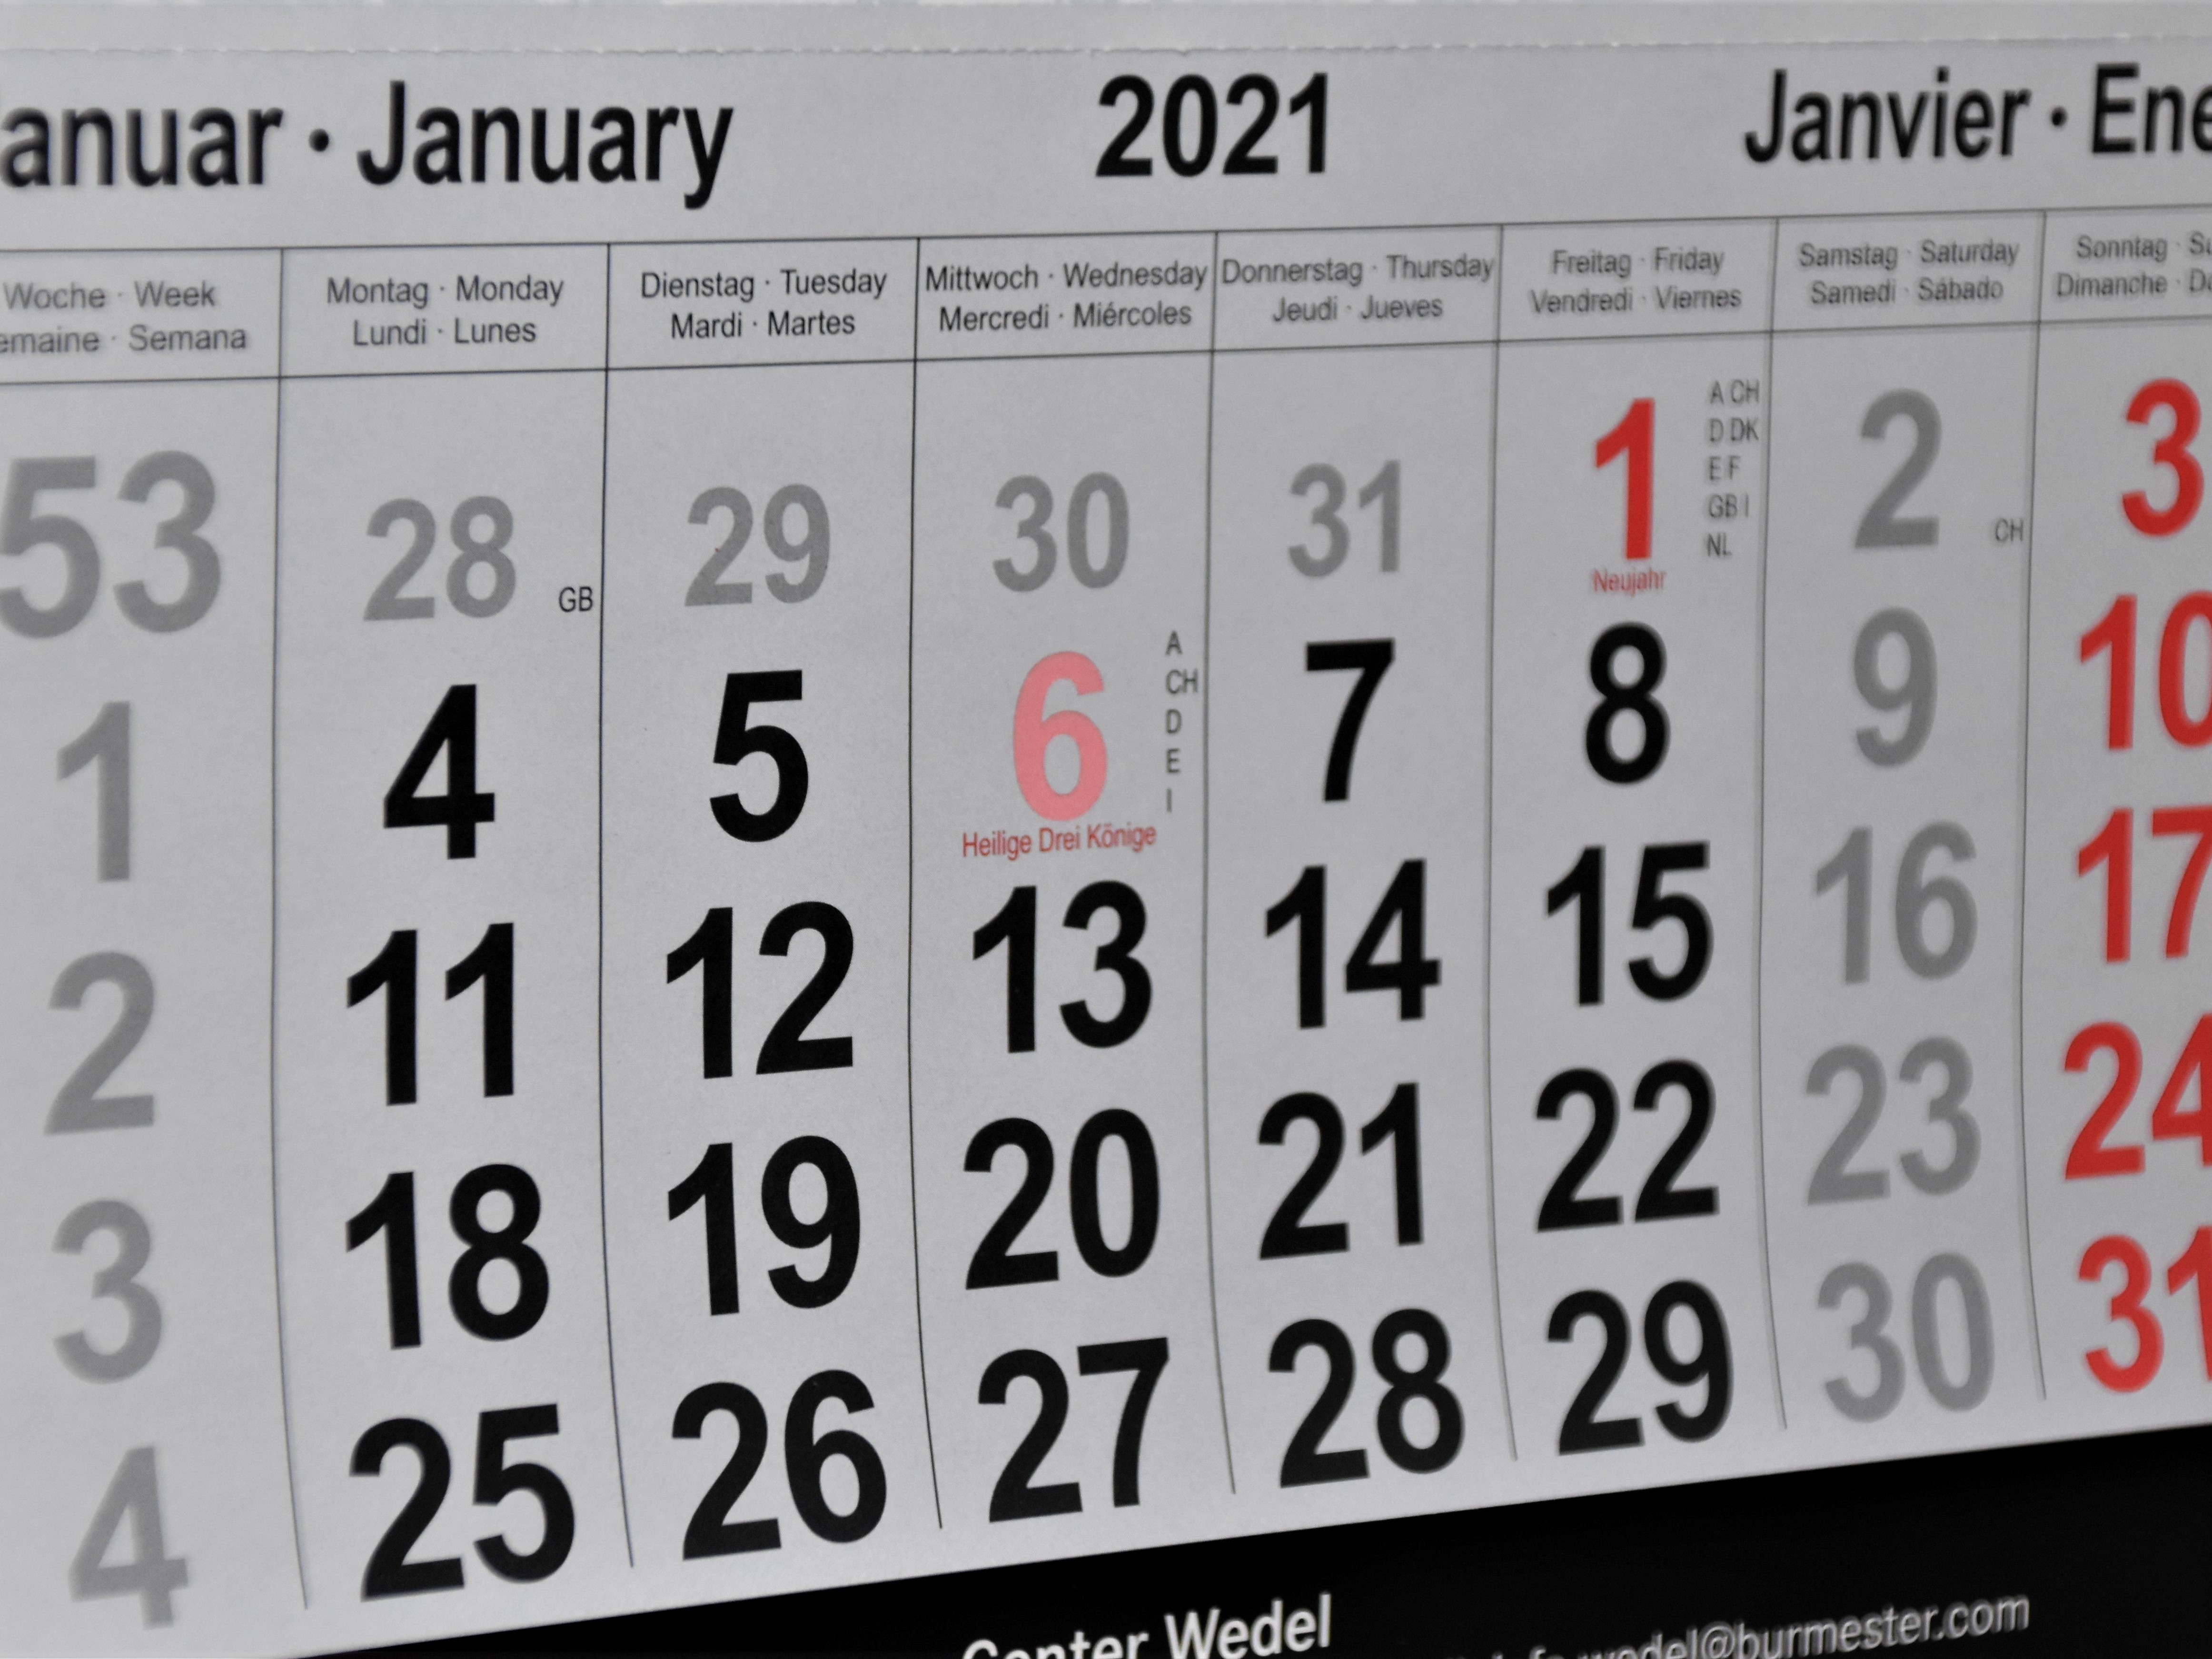 anuar · January 2021 Janvier · Ene
Woche · Week Montag · Monday Dienstag · Tuesday Mittwoch · Wednesday Donnerstag · Thursday Freitag · Friday Samstag · Saturday Sonntag · Su
emaine · Semana Lundi · Lunes Mardi · Martes Mercredi · Miércoles Jeudi · Jueves Vendredi · Viernes Samedi · Sábado Dimanche · Do
53 28 GB 29 30 31 1 2 CH 3
A CH
D DK
E F
GB I
NL
Neujahr
1 4 5 6 7 8 9 10
A
CH
D
E
I
Heilige Drei Könige
2 11 12 13 14 15 16 17
3 18 19 20 21 22 23 24
4 25 26 27 28 29 30 31
Center Wedel wedel@burmester.com